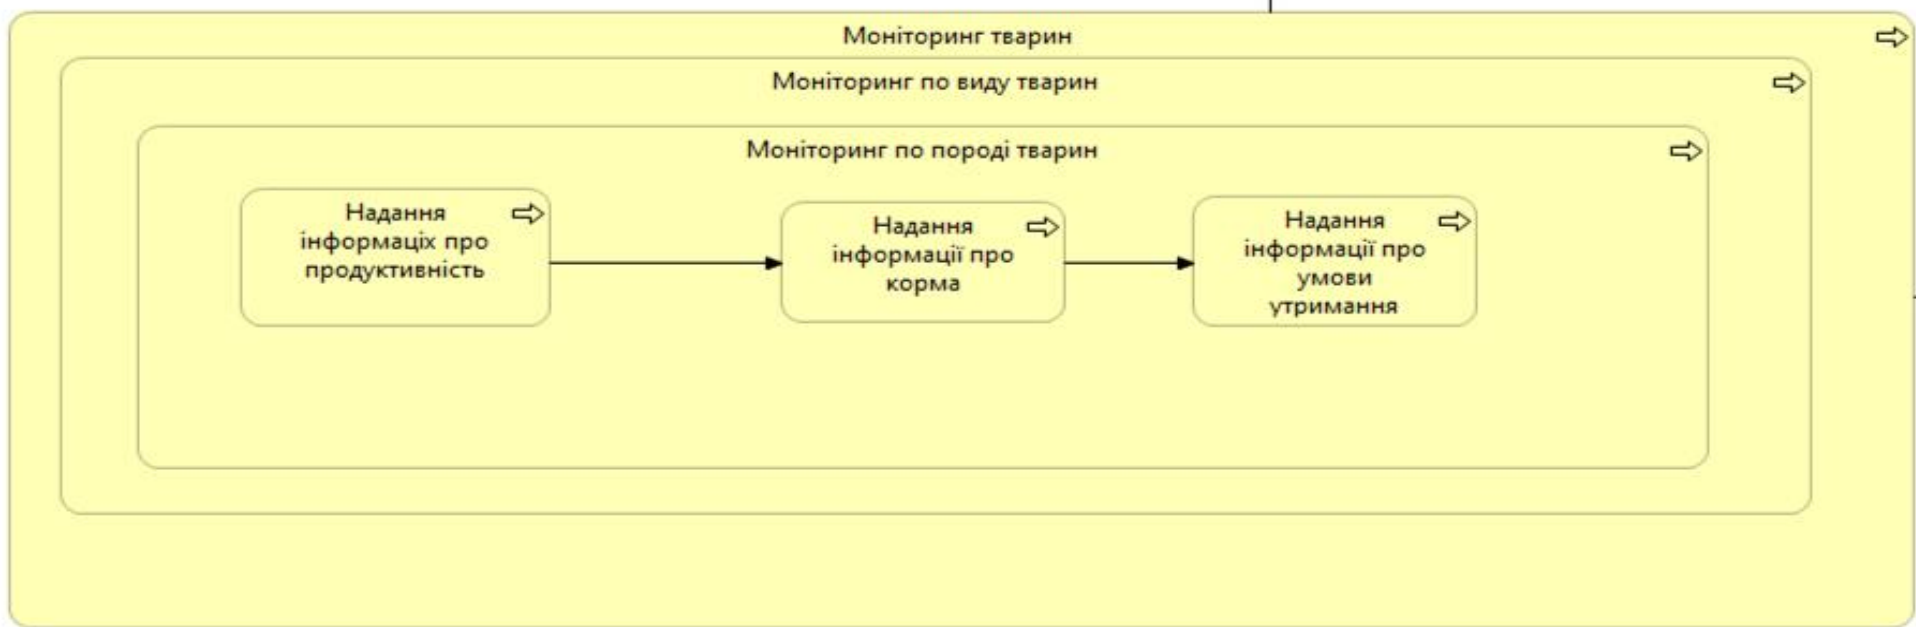 Моніторинг тварин
Моніторинг по виду тварин
Моніторинг по породі тварин
Надання
інформаціх про
продуктивність
Надання
інформації про
корма
Надання
інформації про
умови
утримання